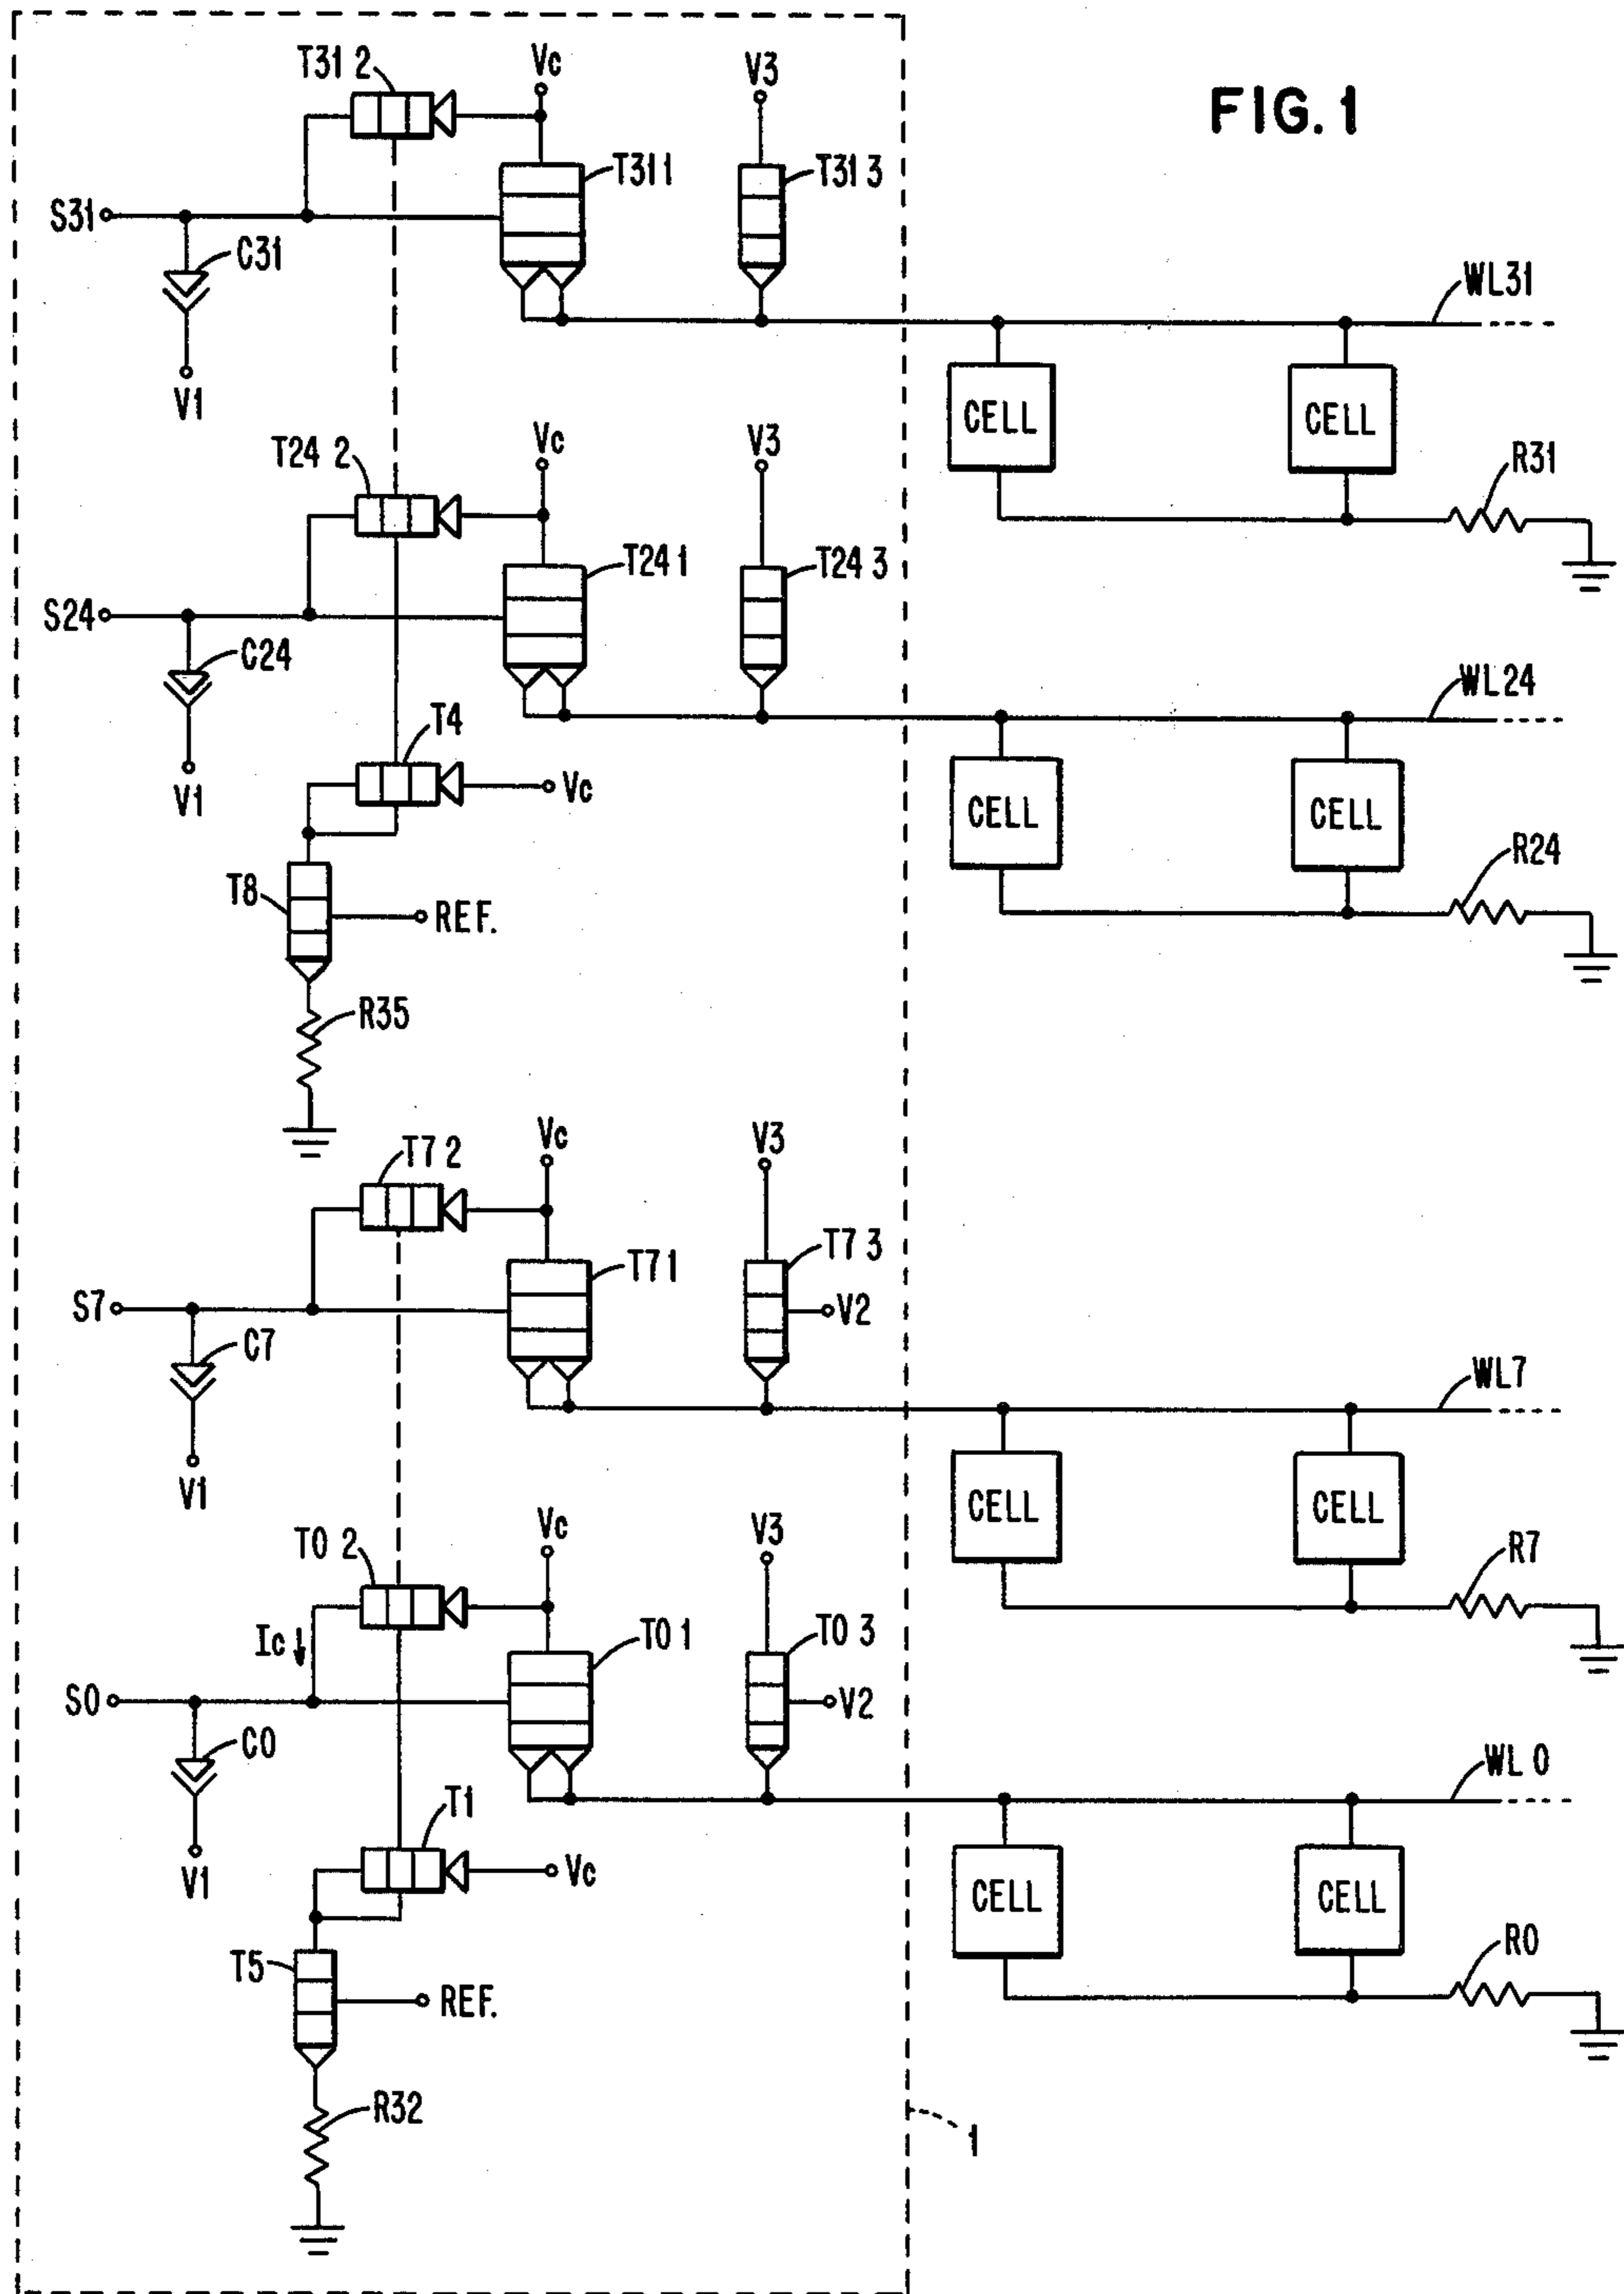 FIG. 1
T31 2
Vc
V3
T31 1
T31 3
S31
C31
V1
WL31
CELL
CELL
R31
T24 2
Vc
V3
T24 1
T24 3
S24
C24
V1
WL24
CELL
CELL
R24
T4
Vc
T8
REF.
R35
T7 2
Vc
V3
T7 1
T7 3
V2
S7
C7
V1
WL7
CELL
CELL
R7
T0 2
Vc
V3
Ic
T0 1
T0 3
V2
S0
C0
V1
WL 0
CELL
CELL
R0
T1
Vc
T5
REF.
R32
1